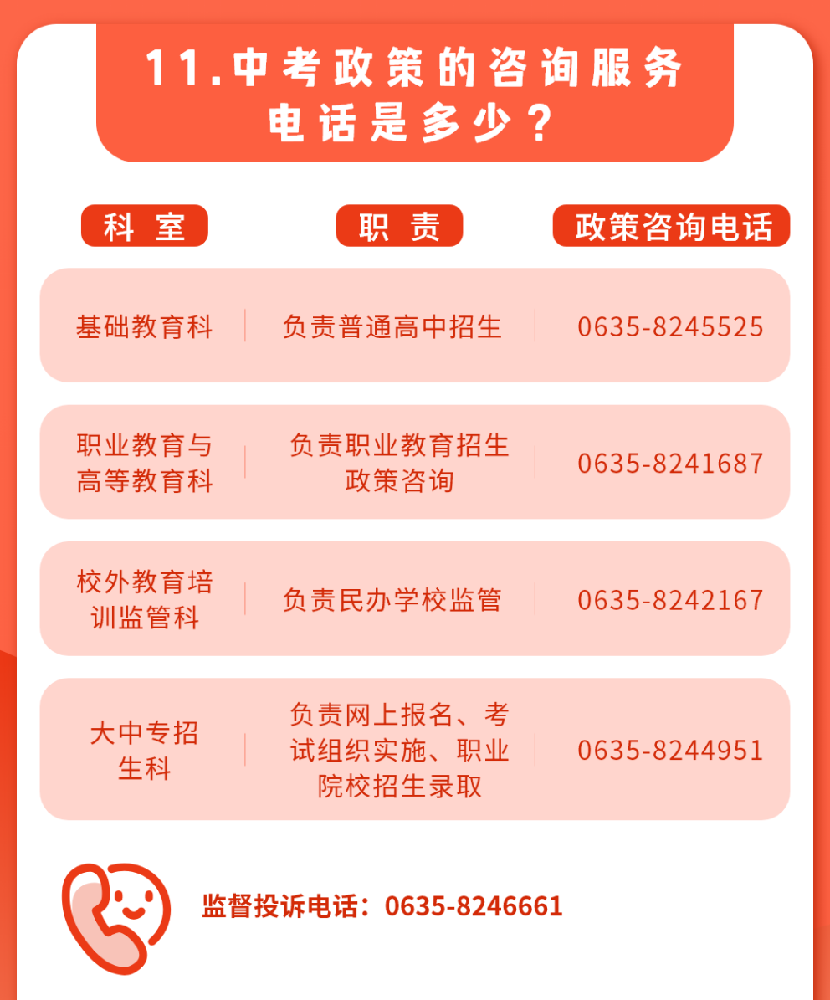 11.中考政策的咨询服务
电话是多少？
科室 职责 政策咨询电话
基础教育科 负责普通高中招生 0635-8245525
职业教育与
高等教育科
负责职业教育招生
政策咨询
0635-8241687
校外教育培
训监管科
负责民办学校监管
0635-8242167
大中专招
生科
负责网上报名、考
试组织实施、职业
院校招生录取
0635-8244951
监督投诉电话：0635-8246661